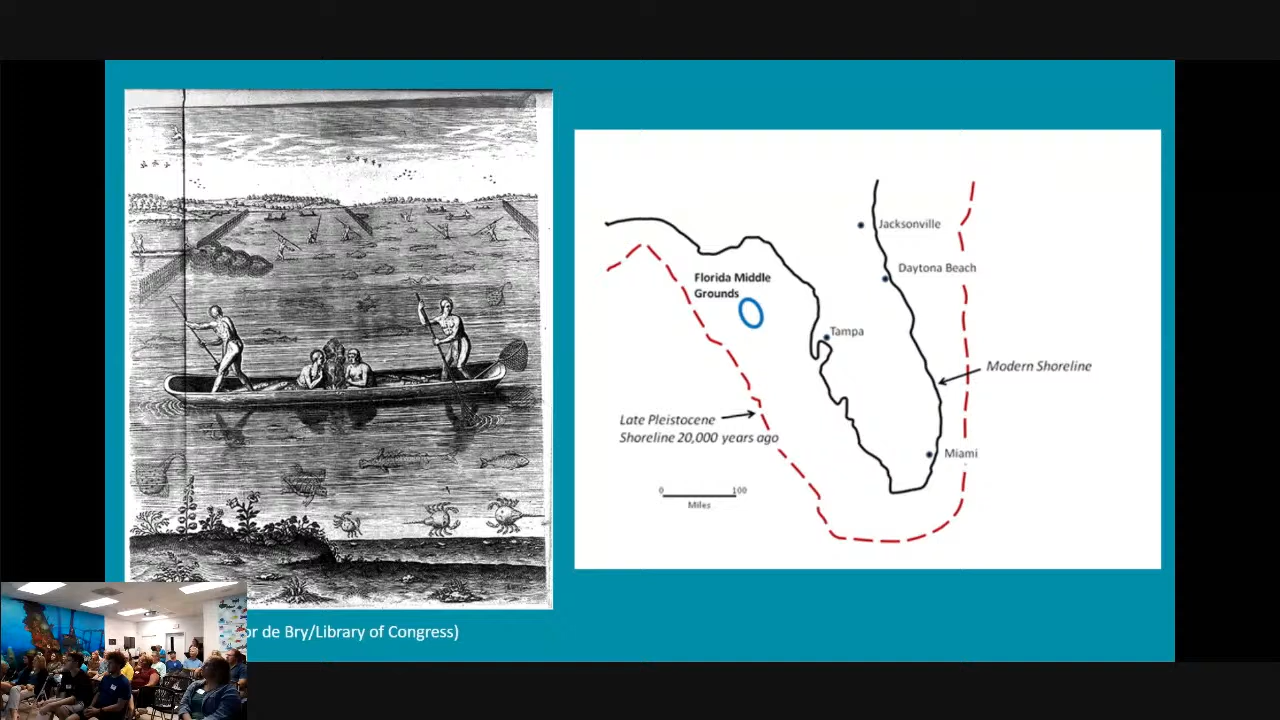 Jacksonville
Daytona Beach
Florida Middle
Grounds
Tampa
Modern Shoreline
Late Pleistocene
Shoreline 20,000 years ago
Miami
0 100
Miles
de Bry/Library of Congress)